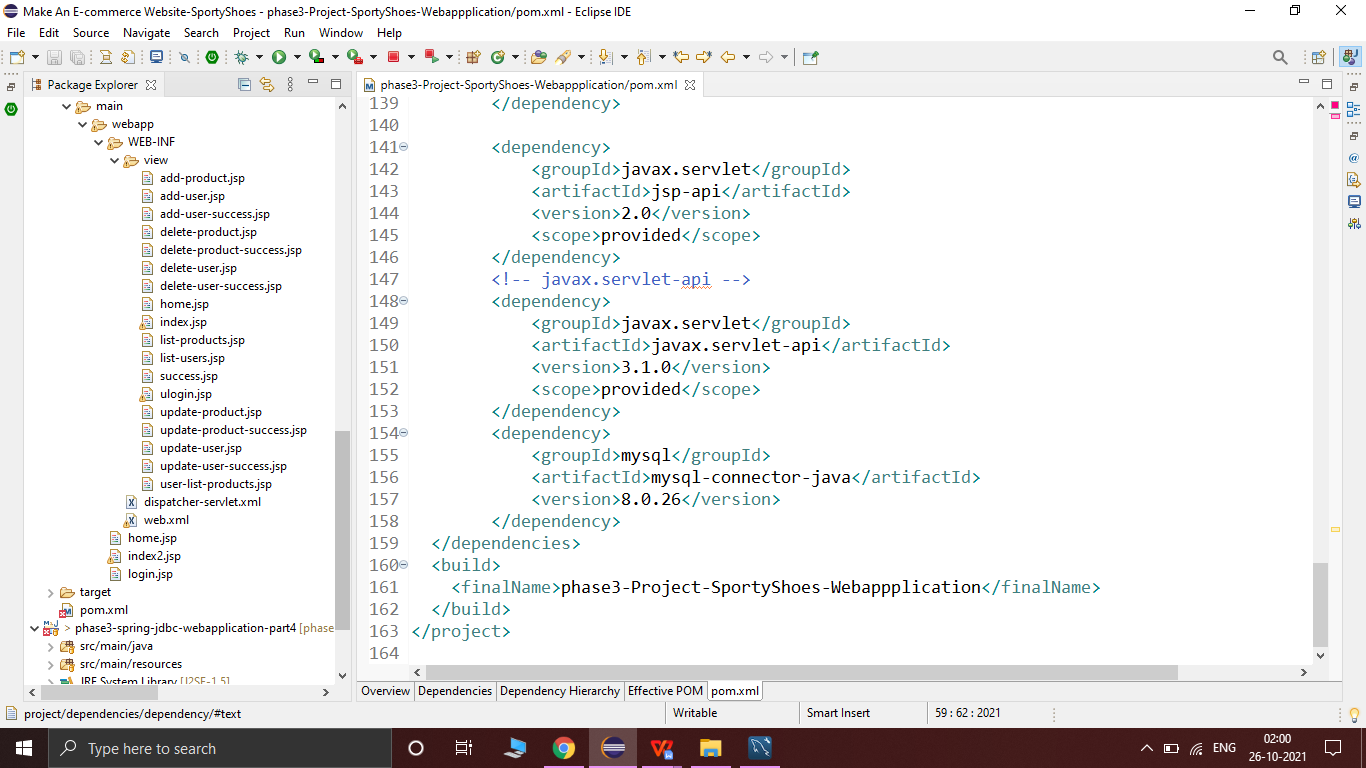 Make An E-commerce Website-SportyShoes - phase3-Project-SportyShoes-Webappplication/pom.xml - Eclipse IDE
File Edit Source Navigate Search Project Run Window Help
Package Explorer
main
webapp
WEB-INF
view
add-product.jsp
add-user.jsp
add-user-success.jsp
delete-product.jsp
delete-product-success.jsp
delete-user.jsp
delete-user-success.jsp
home.jsp
index.jsp
list-products.jsp
list-users.jsp
success.jsp
ulogin.jsp
update-product.jsp
update-product-success.jsp
update-user.jsp
update-user-success.jsp
user-list-products.jsp
dispatcher-servlet.xml
web.xml
home.jsp
index2.jsp
login.jsp
target
pom.xml
> phase3-spring-jdbc-webapplication-part4 [phase
src/main/java
src/main/resources
JRE System Library [J2SE-1.5]
phase3-Project-SportyShoes-Webappplication/pom.xml
139 </dependency>
140
141 <dependency>
142 <groupId>javax.servlet</groupId>
143 <artifactId>jsp-api</artifactId>
144 <version>2.0</version>
145 <scope>provided</scope>
146 </dependency>
147 <!-- javax.servlet-api -->
148 <dependency>
149 <groupId>javax.servlet</groupId>
150 <artifactId>javax.servlet-api</artifactId>
151 <version>3.1.0</version>
152 <scope>provided</scope>
153 </dependency>
154 <dependency>
155 <groupId>mysql</groupId>
156 <artifactId>mysql-connector-java</artifactId>
157 <version>8.0.26</version>
158 </dependency>
159 </dependencies>
160 <build>
161 <finalName>phase3-Project-SportyShoes-Webappplication</finalName>
162 </build>
163 </project>
164
Overview Dependencies Dependency Hierarchy Effective POM pom.xml
project/dependencies/dependency/#text Writable Smart Insert 59 : 62 : 2021
Type here to search
ENG
02:00
26-10-2021